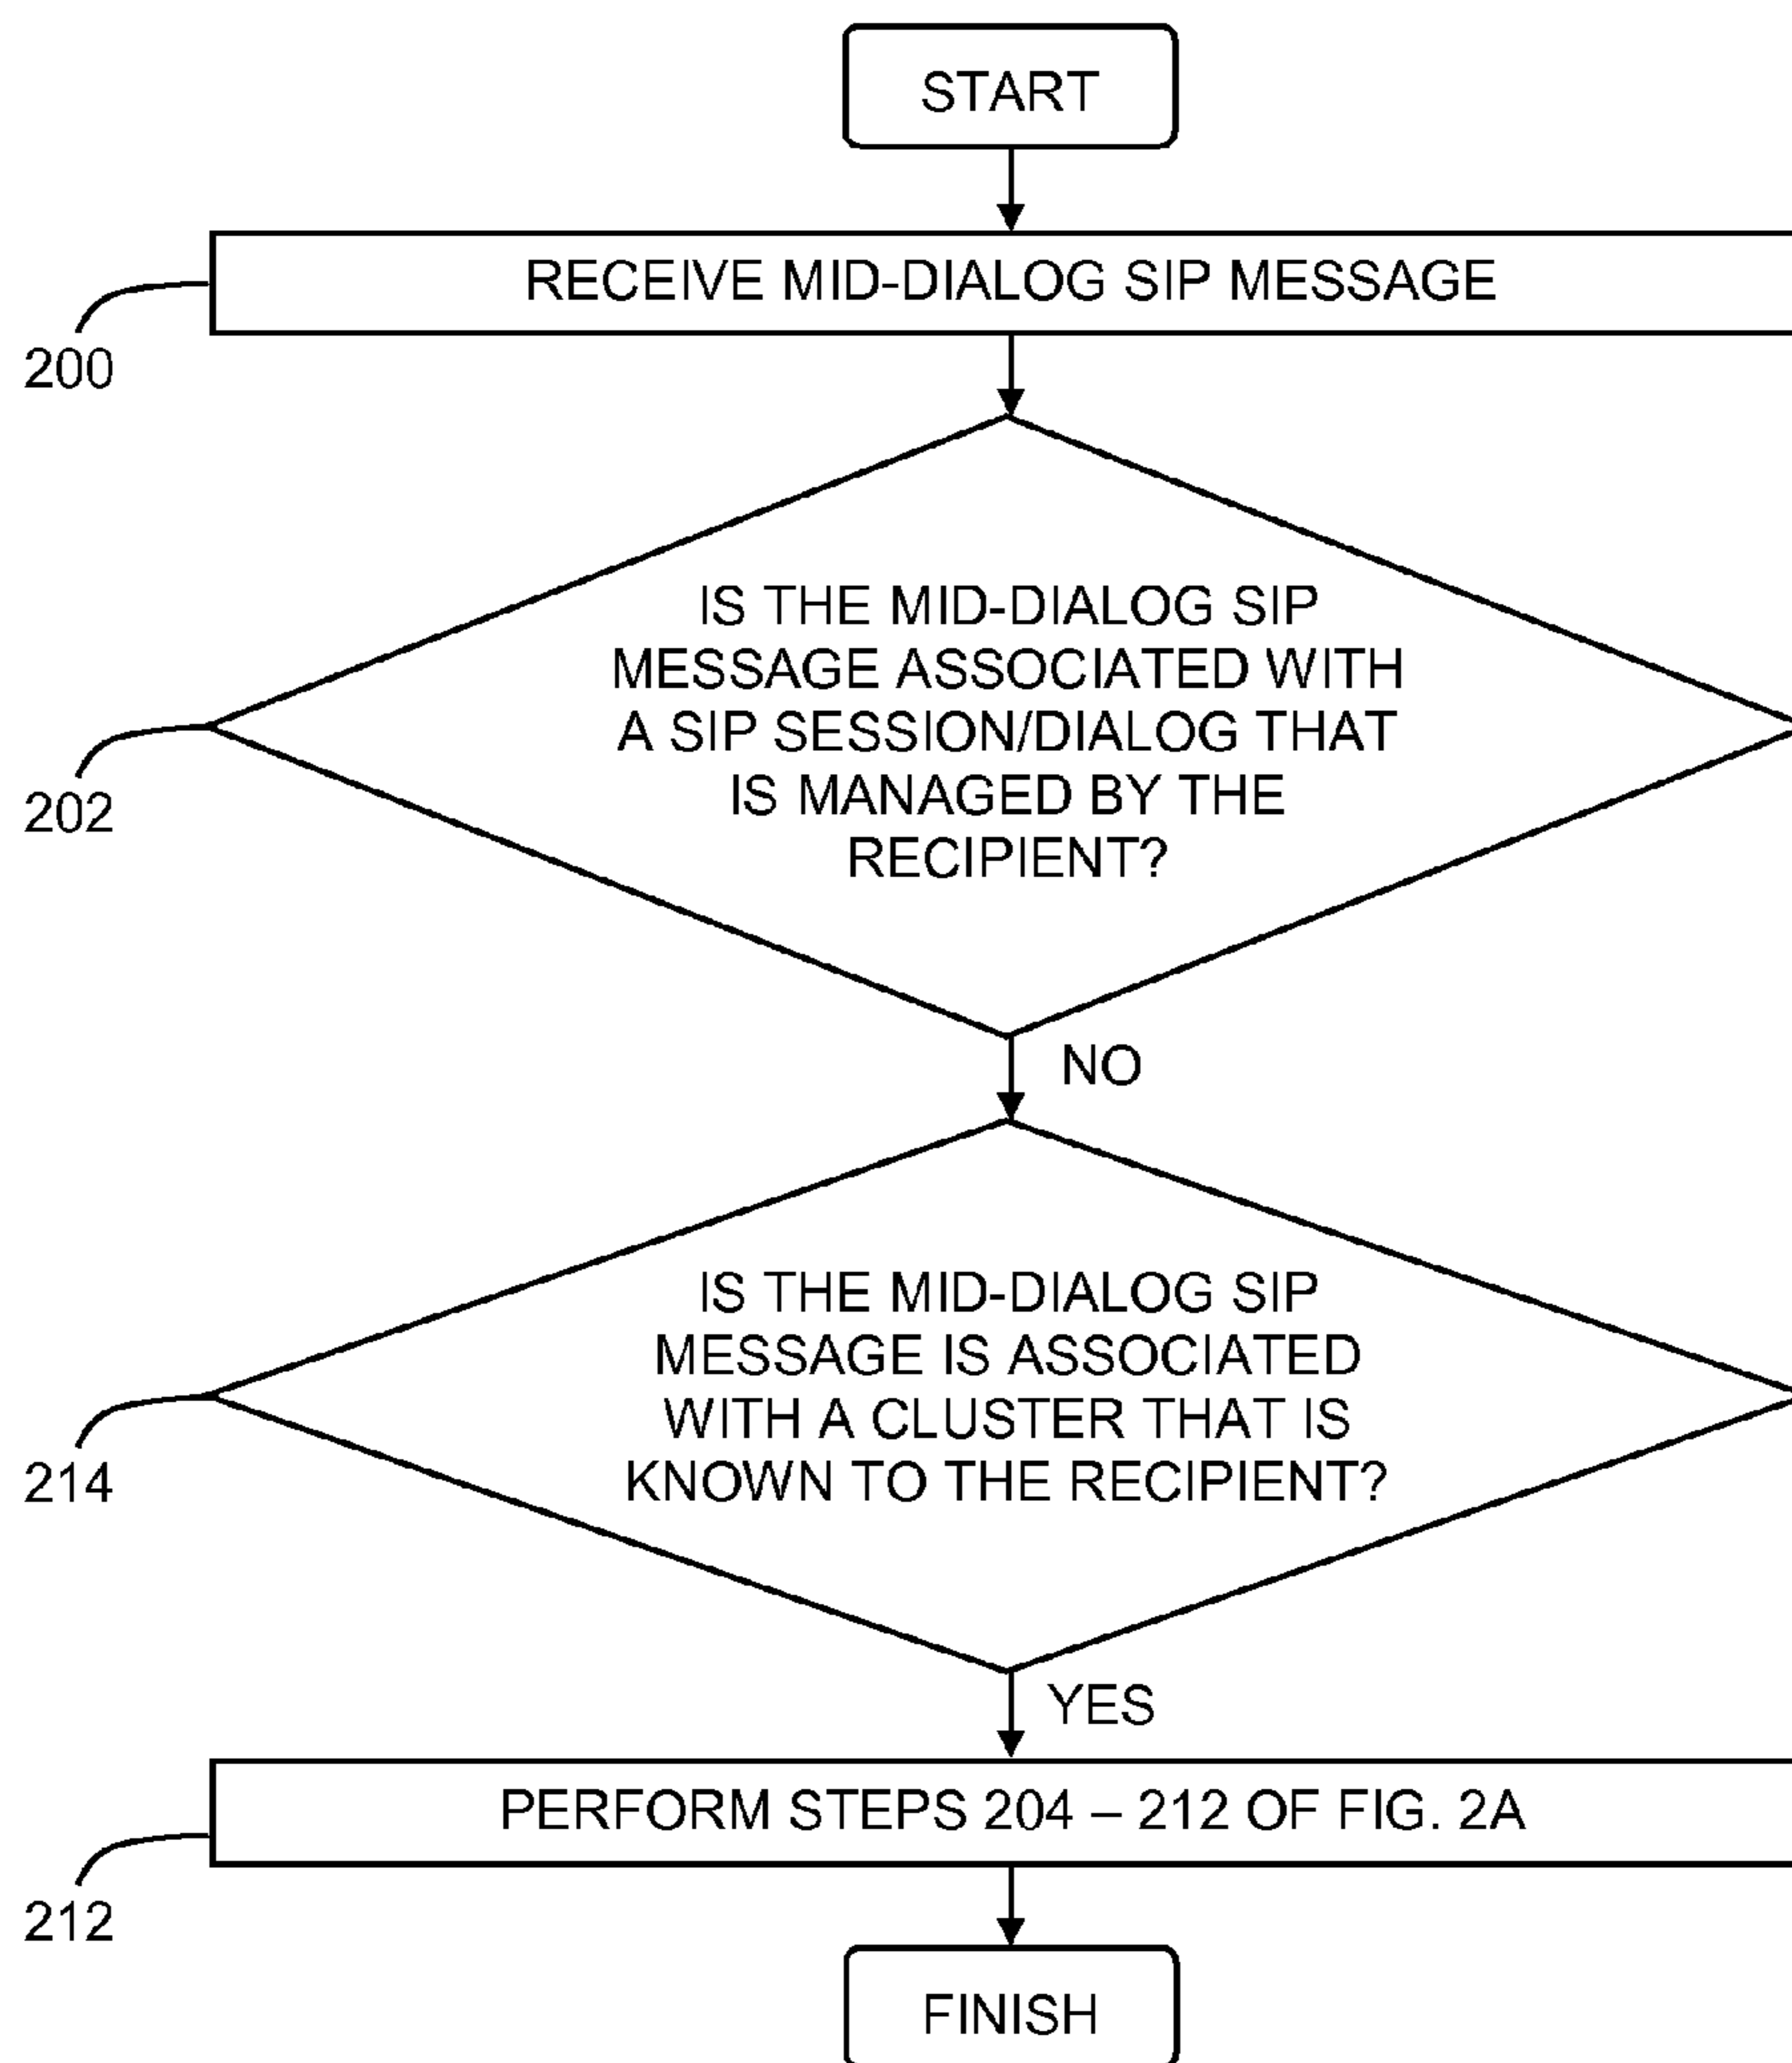 START
RECEIVE MID-DIALOG SIP MESSAGE
200
IS THE MID-DIALOG SIP
MESSAGE ASSOCIATED WITH
A SIP SESSION/DIALOG THAT
IS MANAGED BY THE
RECIPIENT?
202
NO
IS THE MID-DIALOG SIP
MESSAGE IS ASSOCIATED
WITH A CLUSTER THAT IS
KNOWN TO THE RECIPIENT?
214
YES
PERFORM STEPS 204 – 212 OF FIG. 2A
212
FINISH